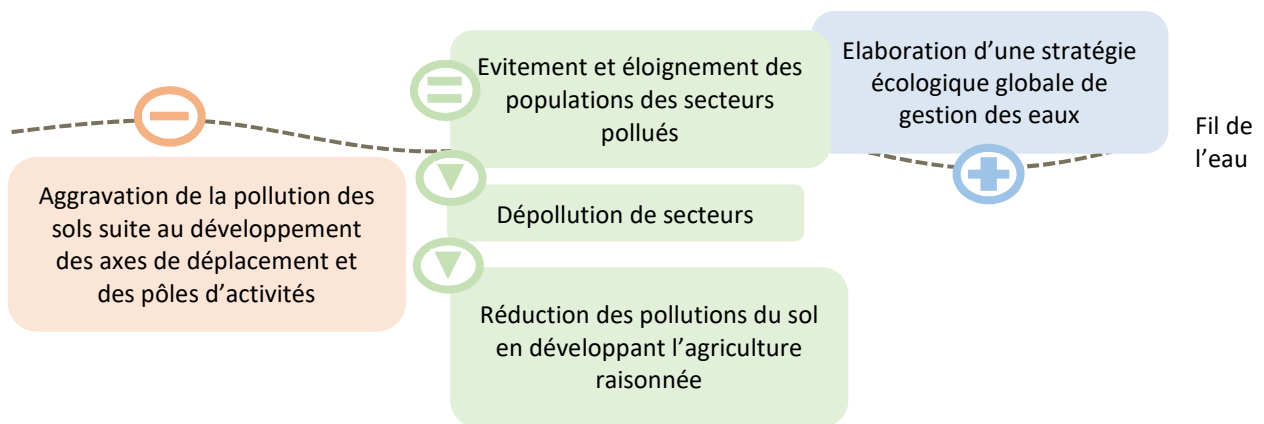 Aggravation de la pollution des
sols suite au développement
des axes de déplacement et
des pôles d’activités
Evitement et éloignement des
populations des secteurs
pollués
Dépollution de secteurs
Réduction des pollutions du sol
en développant l’agriculture
raisonnée
Elaboration d’une stratégie
écologique globale de
gestion des eaux
Fil de
l’eau